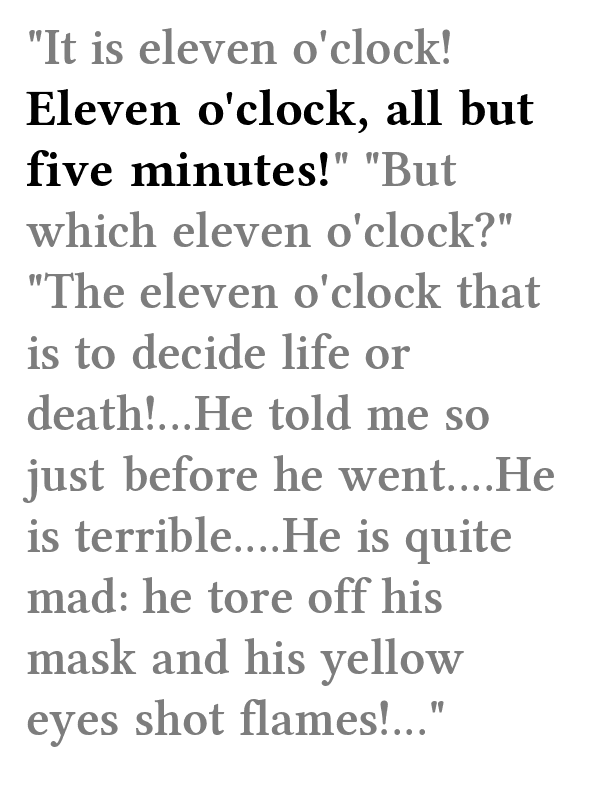 "It is eleven o'clock!
Eleven o'clock, all but
five minutes!" "But
which eleven o'clock?"
"The eleven o'clock that
is to decide life or
death!...He told me so
just before he went....He
is terrible....He is quite
mad: he tore off his
mask and his yellow
eyes shot flames!..."